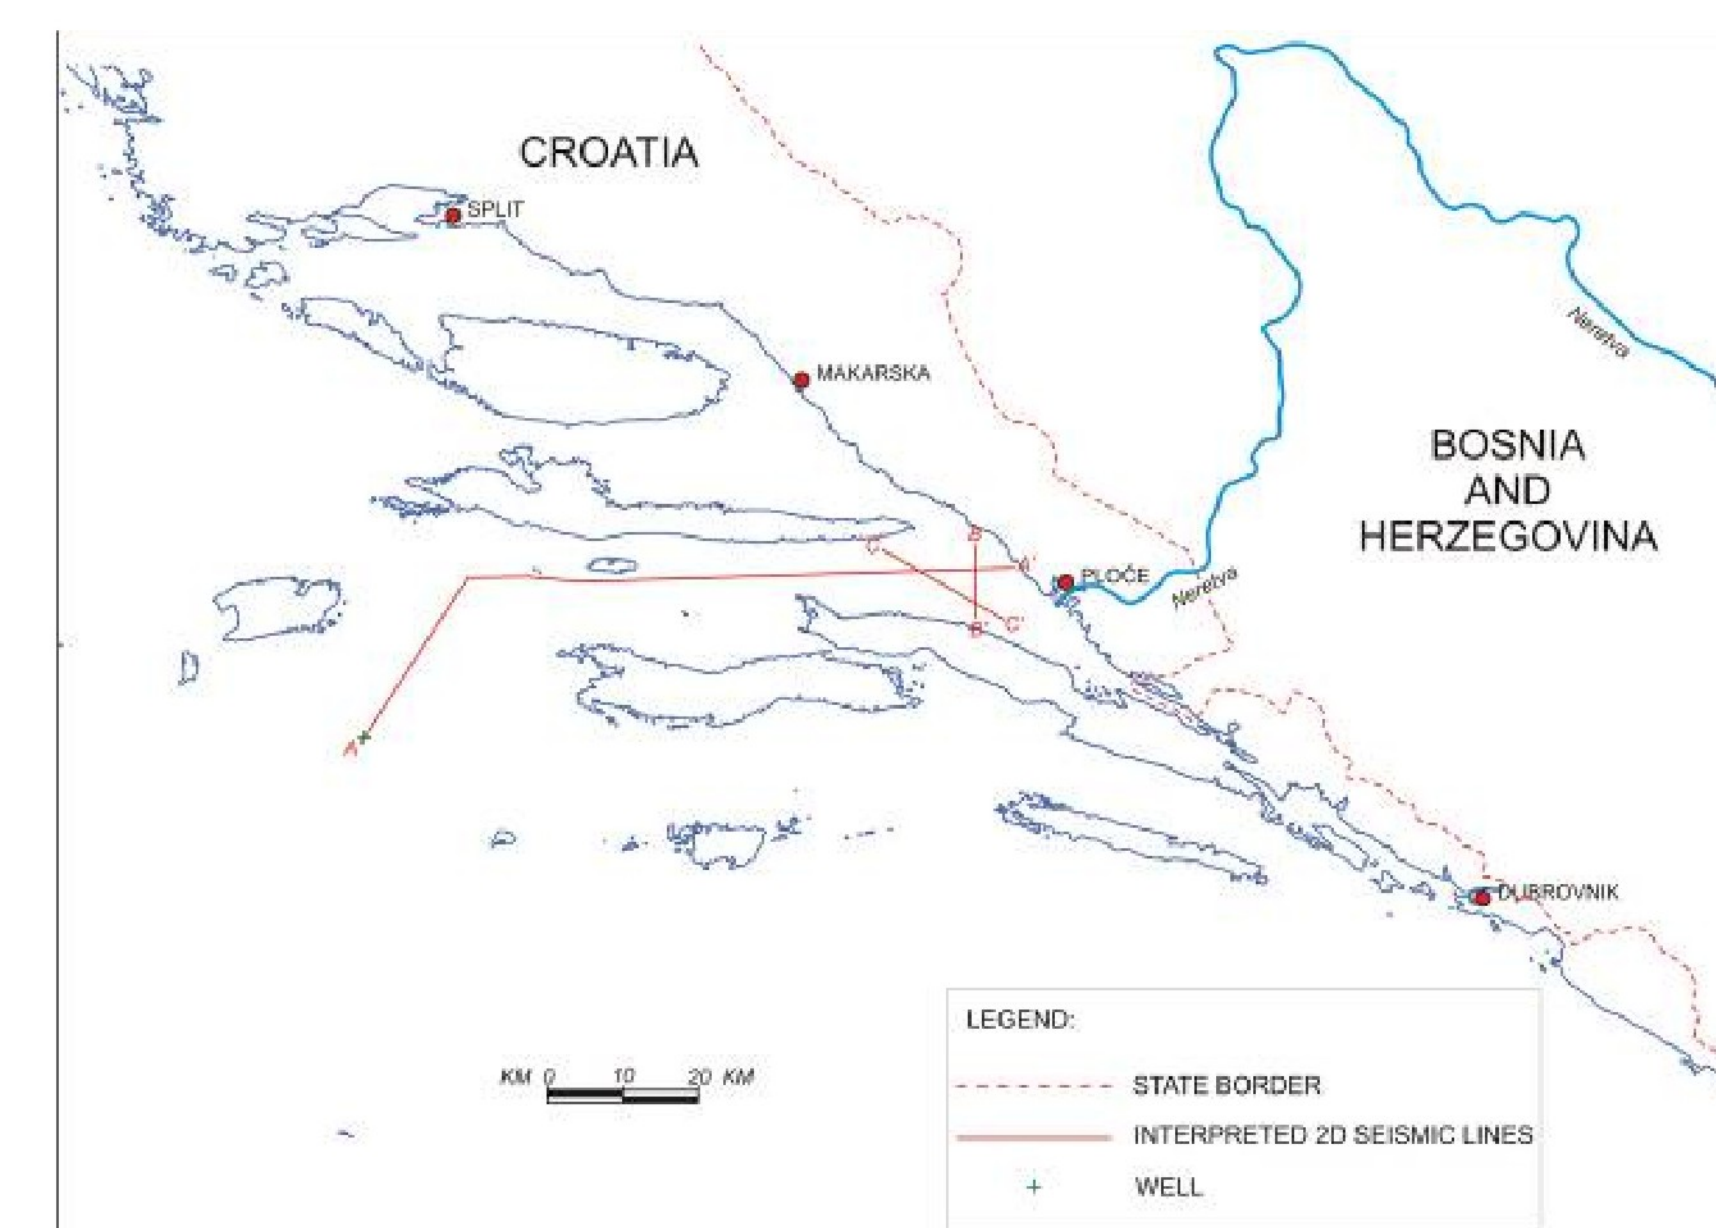 CROATIA
SPLIT
Neretva
MAKARSKA
BOSNIA
AND
HERZEGOVINA
B
C
A'
PLOČE
Neretva
B'
C'
A
DUBROVNIK
LEGEND:
KM 0 10 20 KM
STATE BORDER
INTERPRETED 2D SEISMIC LINES
WELL